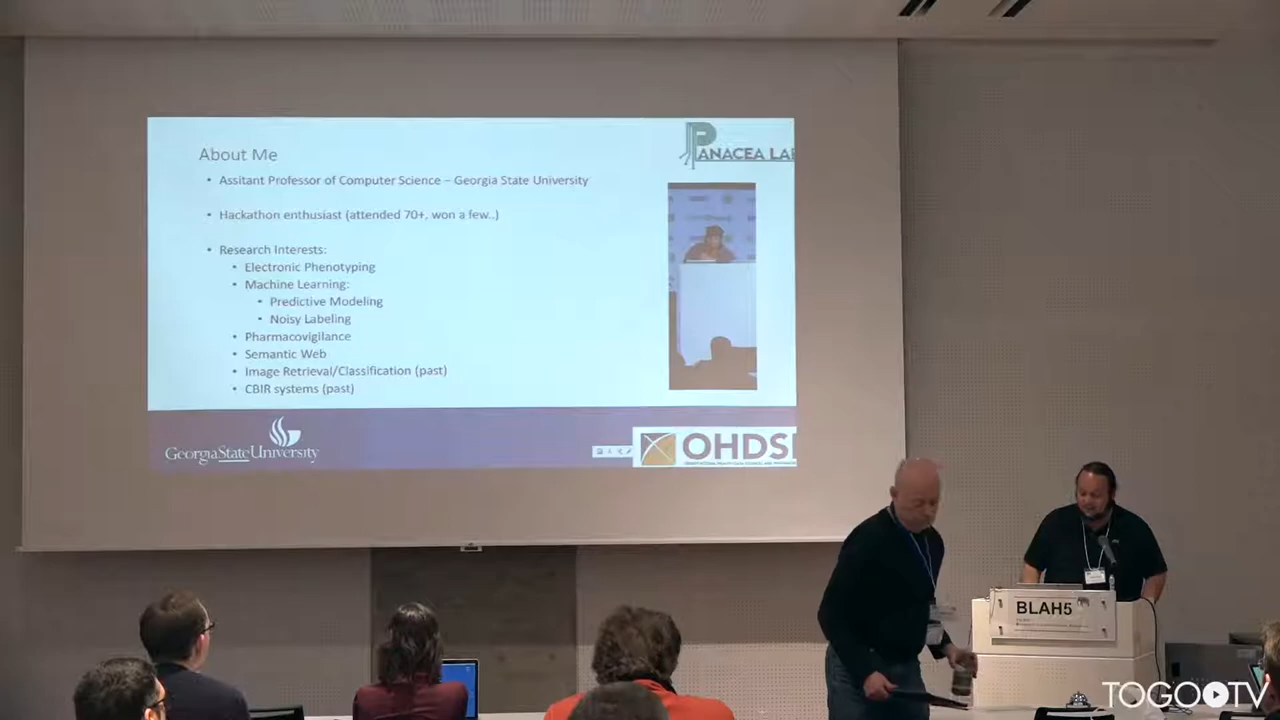 PANACEA LA
About Me
• Assitant Professor of Computer Science – Georgia State University
• Hackathon enthusiast (attended 70+, won a few..)
• Research Interests:
• Electronic Phenotyping
• Machine Learning:
• Predictive Modeling
• Noisy Labeling
• Pharmacovigilance
• Semantic Web
• Image Retrieval/Classification (past)
• CBIR systems (past)
GeorgiaStateUniversity
OHDSI
BLAH5
TOGOTV